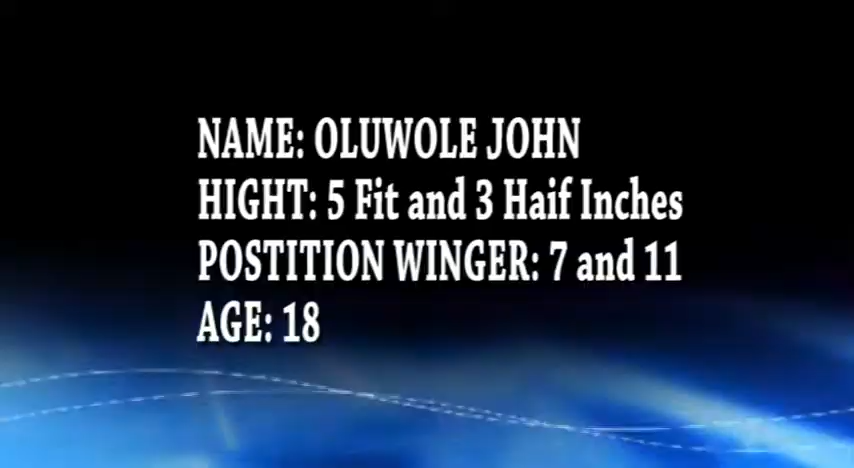 NAME: OLUWOLE JOHN
HIGHT: 5 Fit and 3 Haif Inches
POSTITION WINGER: 7 and 11
AGE: 18